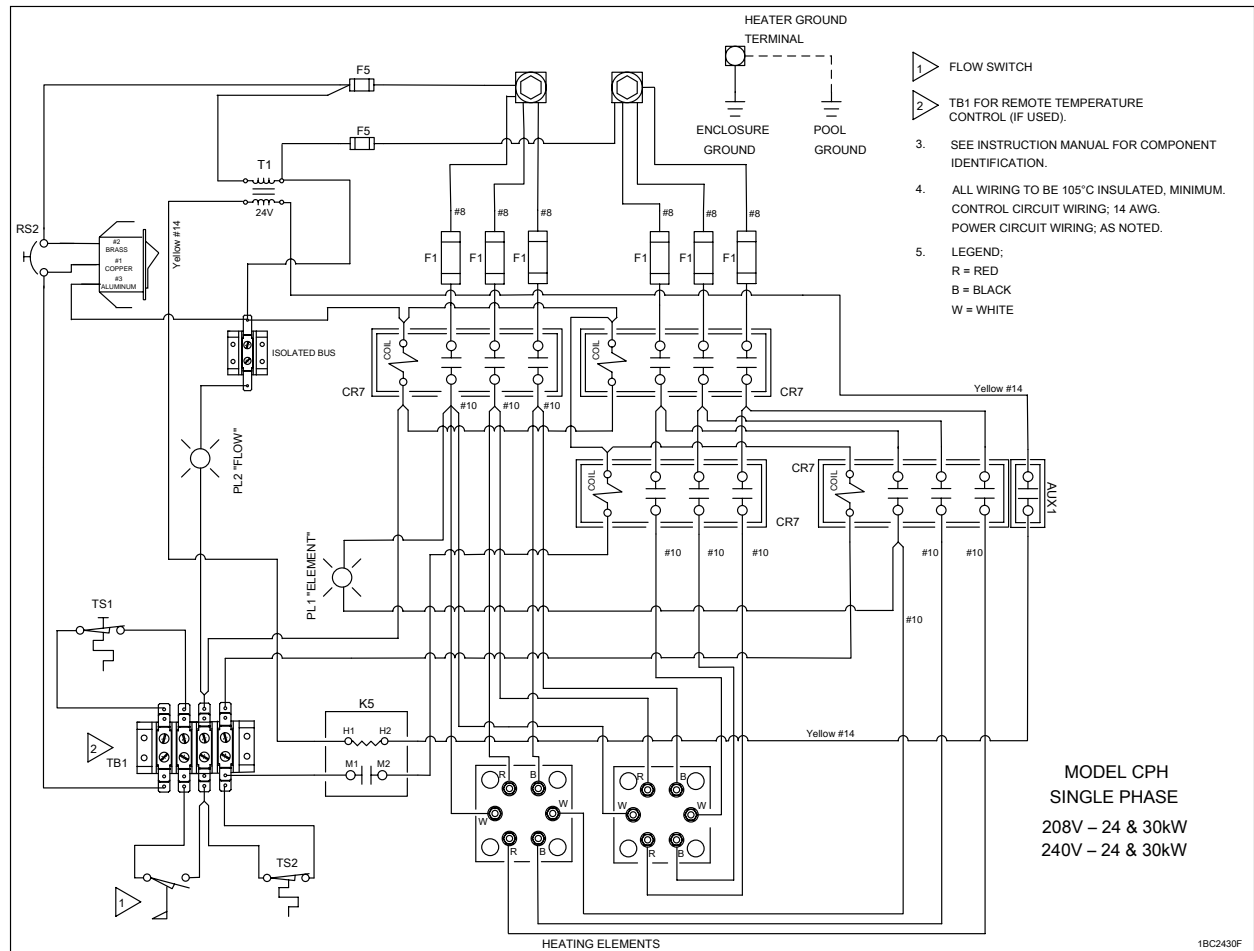 HEATER GROUND
TERMINAL
ENCLOSURE
GROUND
POOL
GROUND
1 FLOW SWITCH
2 TB1 FOR REMOTE TEMPERATURE
CONTROL (IF USED).
3. SEE INSTRUCTION MANUAL FOR COMPONENT
IDENTIFICATION.
4. ALL WIRING TO BE 105°C INSULATED, MINIMUM.
CONTROL CIRCUIT WIRING; 14 AWG.
POWER CIRCUIT WIRING; AS NOTED.
5. LEGEND;
R = RED
B = BLACK
W = WHITE
F5
F5
T1
24V
RS2
#2
BRASS
#1
COPPER
#3
ALUMINUM
Yellow #14
#8
#8
#8
#8
#8
#8
F1
F1
F1
F1
F1
F1
ISOLATED BUS
COIL
COIL
CR7
CR7
#10
#10
#10
Yellow #14
PL2 "FLOW"
COIL
CR7
CR7
COIL
AUX1
#10
#10
#10
#10
#10
#10
PL1 "ELEMENT"
TS1
K5
H1
H2
M1
M2
Yellow #14
2
TB1
R
B
W
W
R
B
R
B
W
W
R
B
1
TS2
HEATING ELEMENTS
MODEL CPH
SINGLE PHASE
208V – 24 & 30kW
240V – 24 & 30kW
1BC2430F